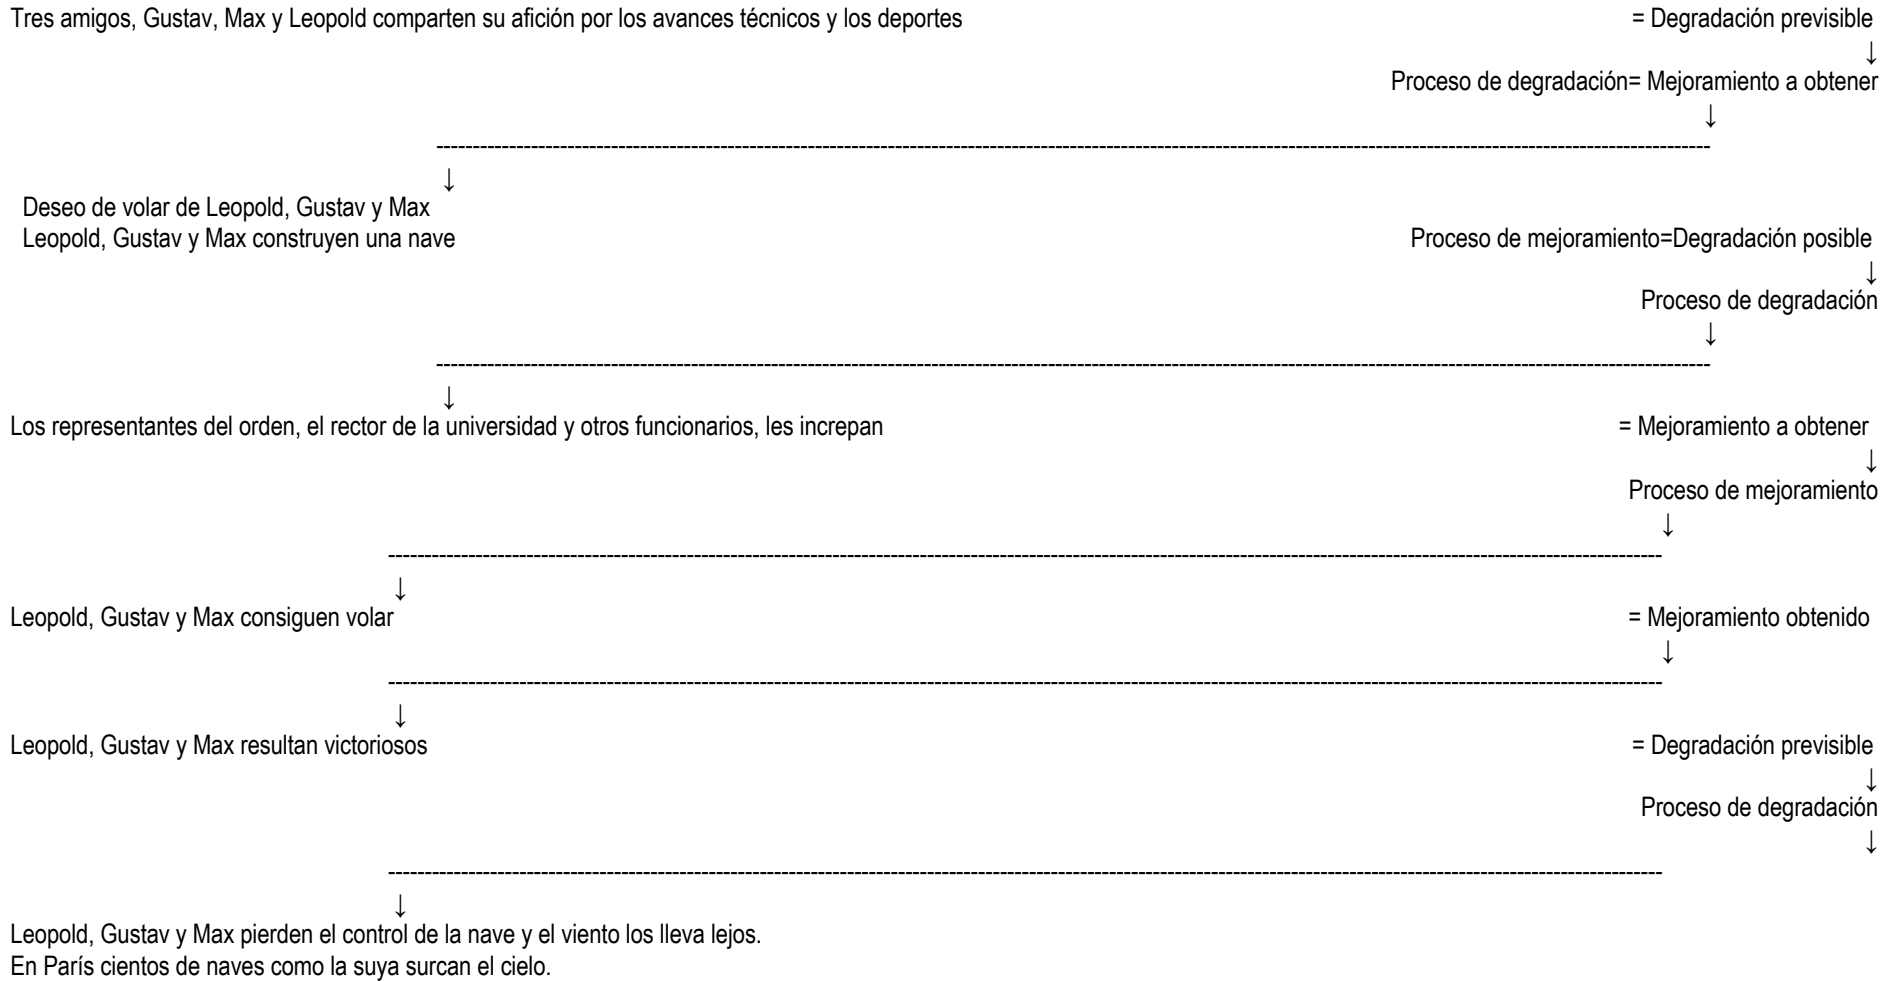 Tres amigos, Gustav, Max y Leopold comparten su afición por los avances técnicos y los deportes = Degradación previsible
↓
Proceso de degradación= Mejoramiento a obtener
↓
↓
Deseo de volar de Leopold, Gustav y Max
Leopold, Gustav y Max construyen una nave Proceso de mejoramiento=Degradación posible
↓
Proceso de degradación
↓
↓
Los representantes del orden, el rector de la universidad y otros funcionarios, les increpan = Mejoramiento a obtener
↓
Proceso de mejoramiento
↓
↓
Leopold, Gustav y Max consiguen volar = Mejoramiento obtenido
↓
↓
Leopold, Gustav y Max resultan victoriosos = Degradación previsible
↓
Proceso de degradación
↓
↓
Leopold, Gustav y Max pierden el control de la nave y el viento los lleva lejos.
En París cientos de naves como la suya surcan el cielo.